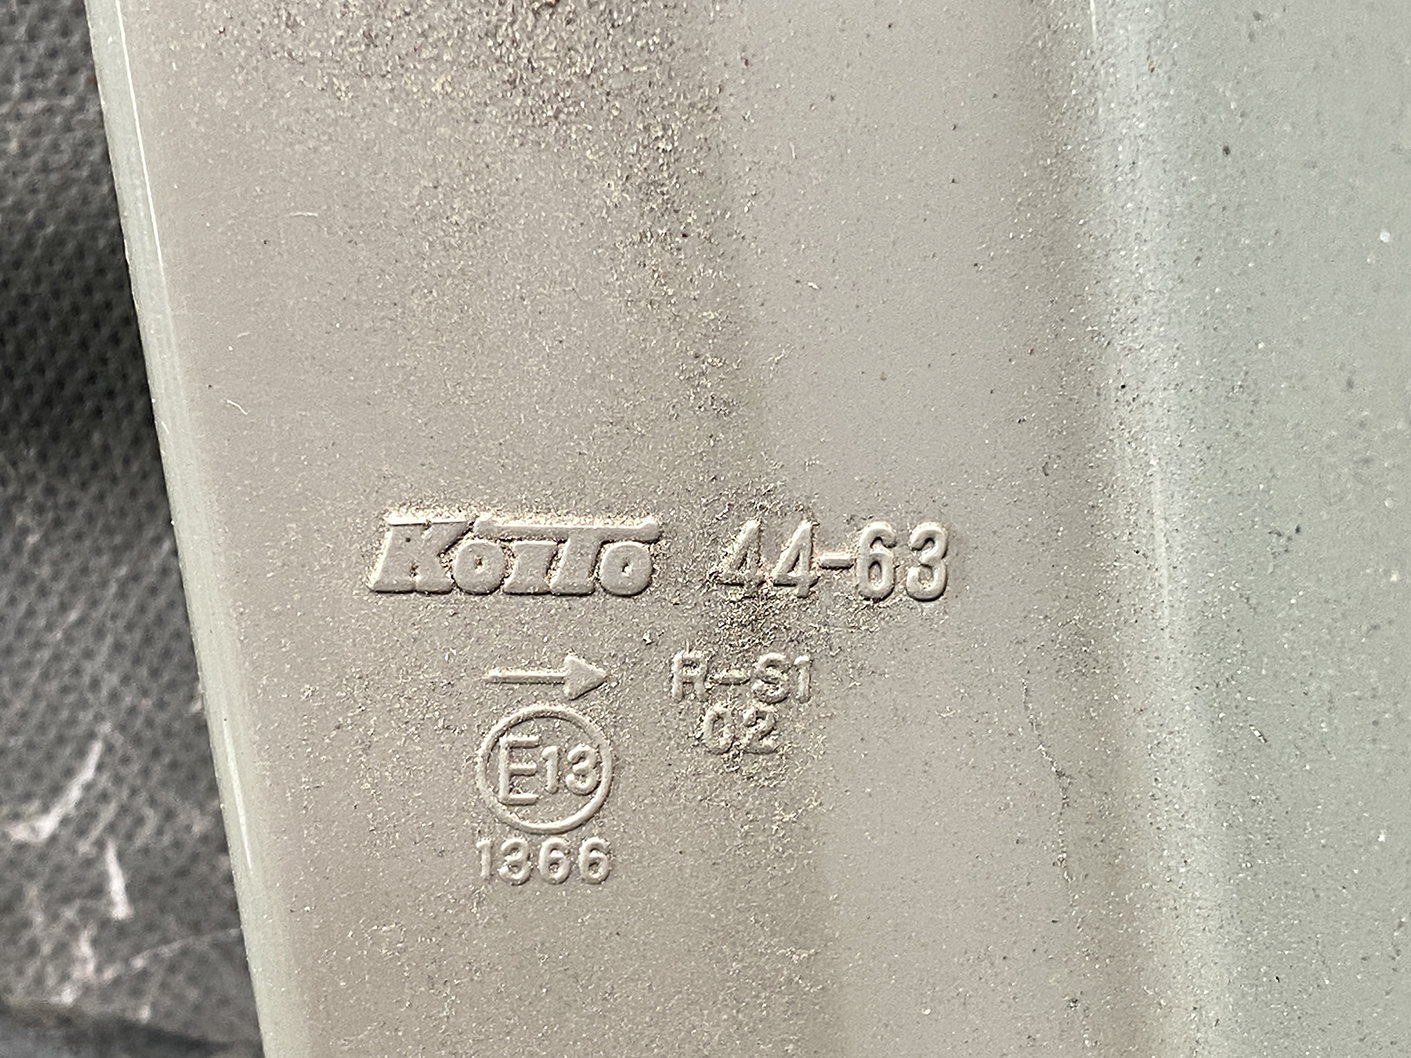 KOITO 44-63
→ R-S1
02
E13
1366